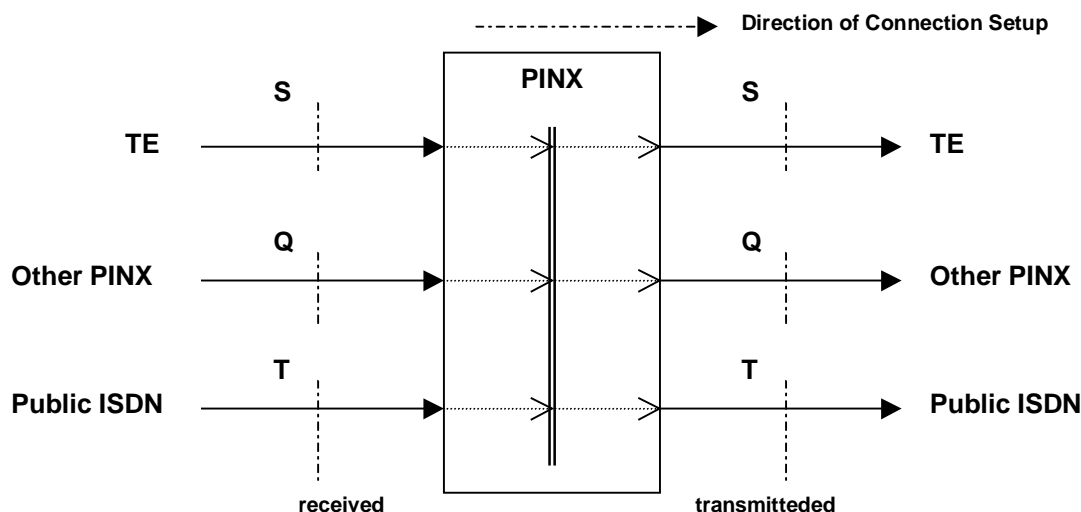 Direction of Connection Setup
PINX
S
S
TE
TE
Q
Q
Other PINX
Other PINX
T
T
Public ISDN
Public ISDN
received
transmitteded